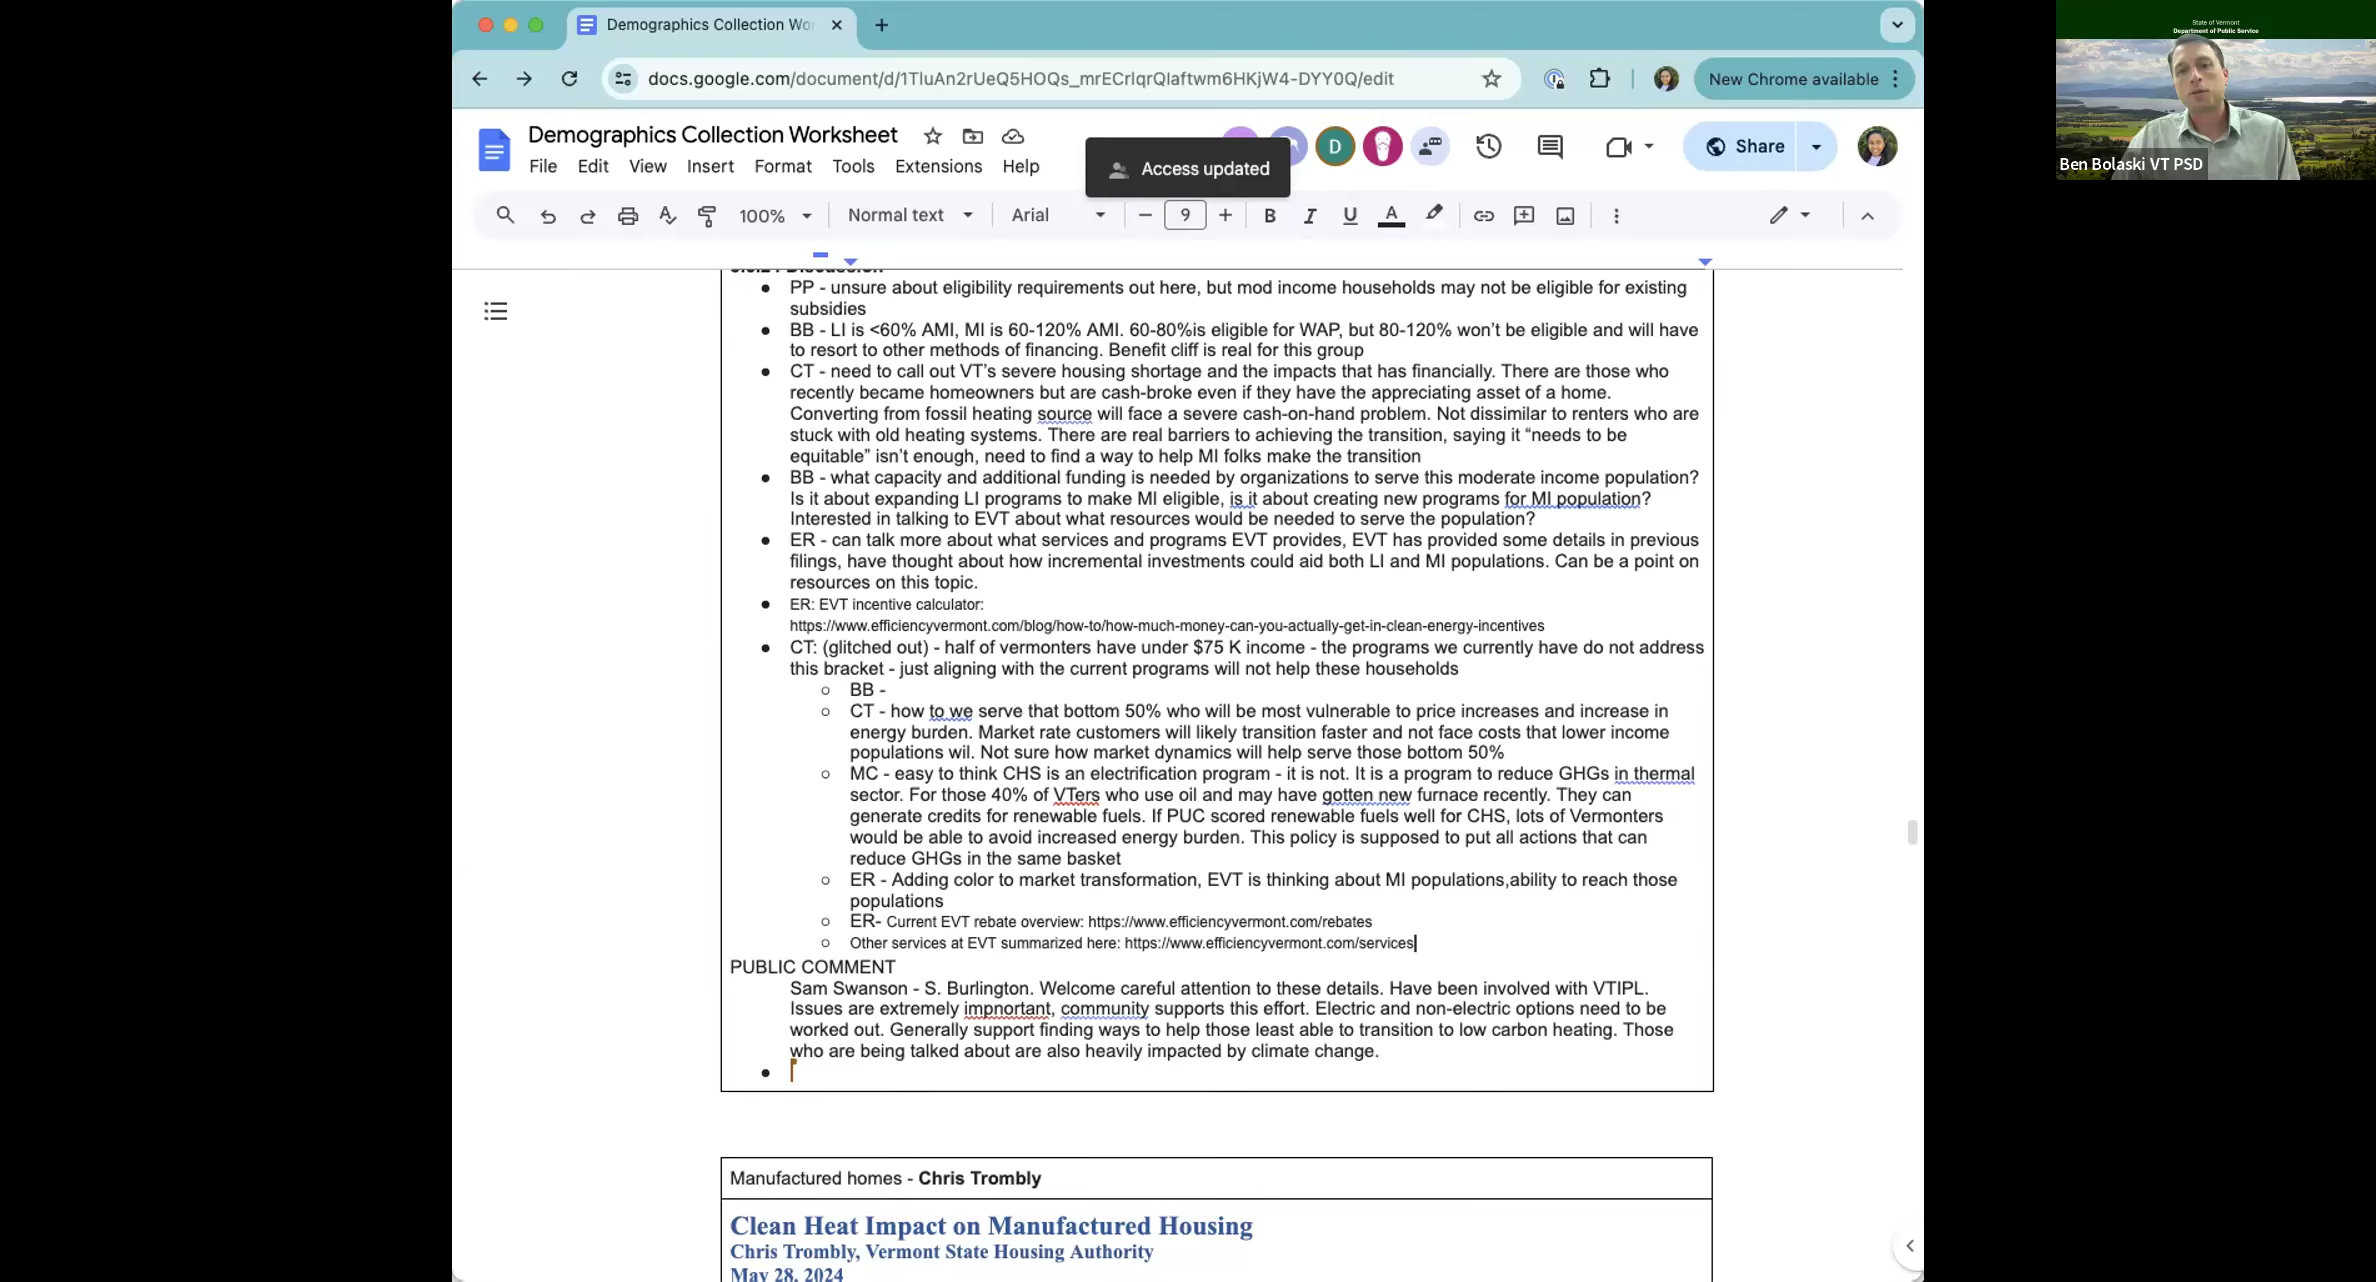 Demographics Collection Wo
docs.google.com/document/d/1TluAn2rUeQ5HOQs_mrECrlqrQlaftwm6HKjW4-DYY0Q/edit
New Chrome available
Demographics Collection Worksheet
File Edit View Insert Format Tools Extensions Help
Access updated
D
Share
100% Normal text Arial 9 B I U A
PP - unsure about eligibility requirements out here, but mod income households may not be eligible for existing
subsidies
BB - LI is <60% AMI, MI is 60-120% AMI. 60-80%is eligible for WAP, but 80-120% won't be eligible and will have
to resort to other methods of financing. Benefit cliff is real for this group
CT - need to call out VT's severe housing shortage and the impacts that has financially. There are those who
recently became homeowners but are cash-broke even if they have the appreciating asset of a home.
Converting from fossil heating source will face a severe cash-on-hand problem. Not dissimilar to renters who are
stuck with old heating systems. There are real barriers to achieving the transition, saying it “needs to be
equitable” isn't enough, need to find a way to help MI folks make the transition
BB - what capacity and additional funding is needed by organizations to serve this moderate income population?
Is it about expanding LI programs to make MI eligible, is it about creating new programs for MI population?
Interested in talking to EVT about what resources would be needed to serve the population?
ER - can talk more about what services and programs EVT provides, EVT has provided some details in previous
filings, have thought about how incremental investments could aid both LI and MI populations. Can be a point on
resources on this topic.
ER: EVT incentive calculator:
https://www.efficiencyvermont.com/blog/how-to/how-much-money-can-you-actually-get-in-clean-energy-incentives
CT: (glitched out) - half of vermonters have under $75 K income - the programs we currently have do not address
this bracket - just aligning with the current programs will not help these households
BB -
CT - how to we serve that bottom 50% who will be most vulnerable to price increases and increase in
energy burden. Market rate customers will likely transition faster and not face costs that lower income
populations wil. Not sure how market dynamics will help serve those bottom 50%
MC - easy to think CHS is an electrification program - it is not. It is a program to reduce GHGs in thermal
sector. For those 40% of VTers who use oil and may have gotten new furnace recently. They can
generate credits for renewable fuels. If PUC scored renewable fuels well for CHS, lots of Vermonters
would be able to avoid increased energy burden. This policy is supposed to put all actions that can
reduce GHGs in the same basket
ER - Adding color to market transformation, EVT is thinking about MI populations,ability to reach those
populations
ER- Current EVT rebate overview: https://www.efficiencyvermont.com/rebates
Other services at EVT summarized here: https://www.efficiencyvermont.com/services
PUBLIC COMMENT
Sam Swanson - S. Burlington. Welcome careful attention to these details. Have been involved with VTIPL.
Issues are extremely impnortant, community supports this effort. Electric and non-electric options need to be
worked out. Generally support finding ways to help those least able to transition to low carbon heating. Those
who are being talked about are also heavily impacted by climate change.
Manufactured homes - Chris Trombly
Clean Heat Impact on Manufactured Housing
Chris Trombly, Vermont State Housing Authority
May 28, 2024
State of Vermont
Department of Public Service
Ben Bolaski VT PSD